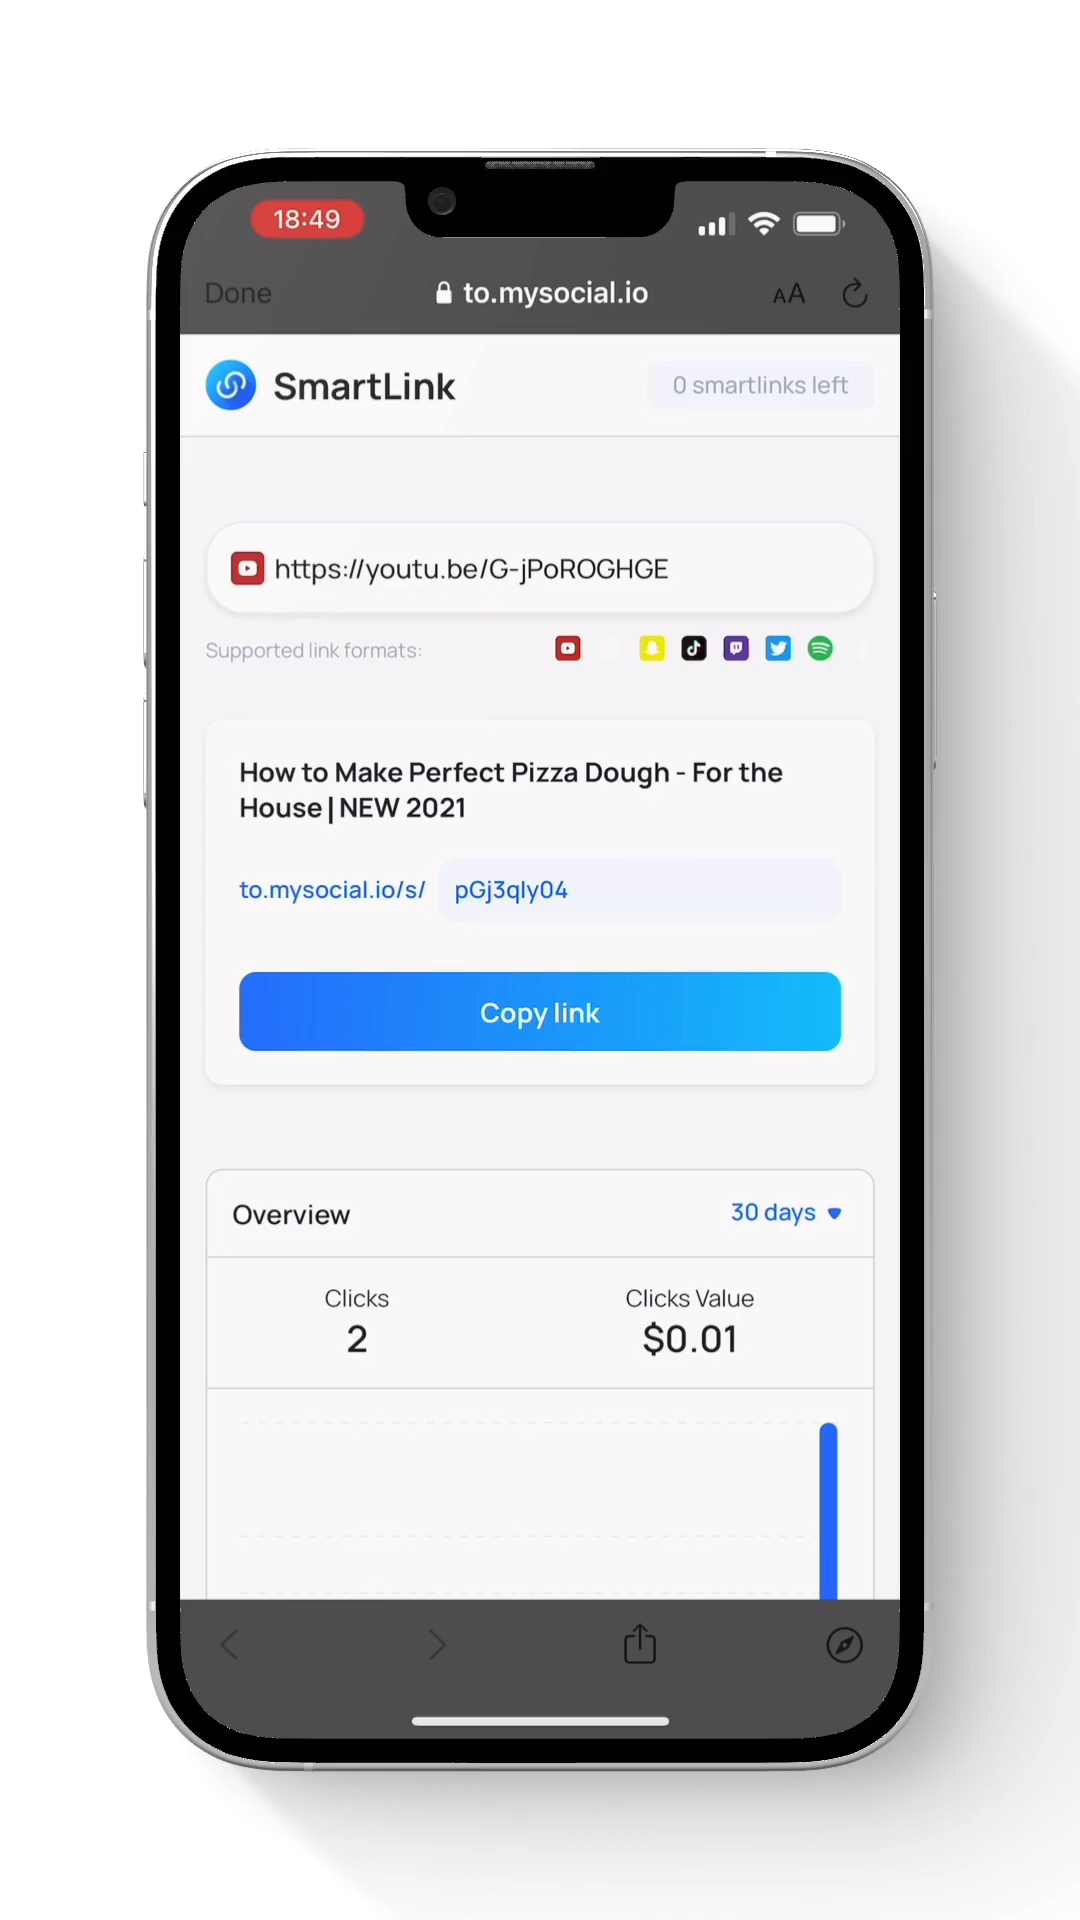 18:49
Done
to.mysocial.io
AA
SmartLink
0 smartlinks left
https://youtu.be/G-jPoROGHGE
Supported link formats:
How to Make Perfect Pizza Dough - For the
House | NEW 2021
to.mysocial.io/s/ pGj3qly04
Copy link
Overview
30 days
Clicks
Clicks Value
2
$0.01